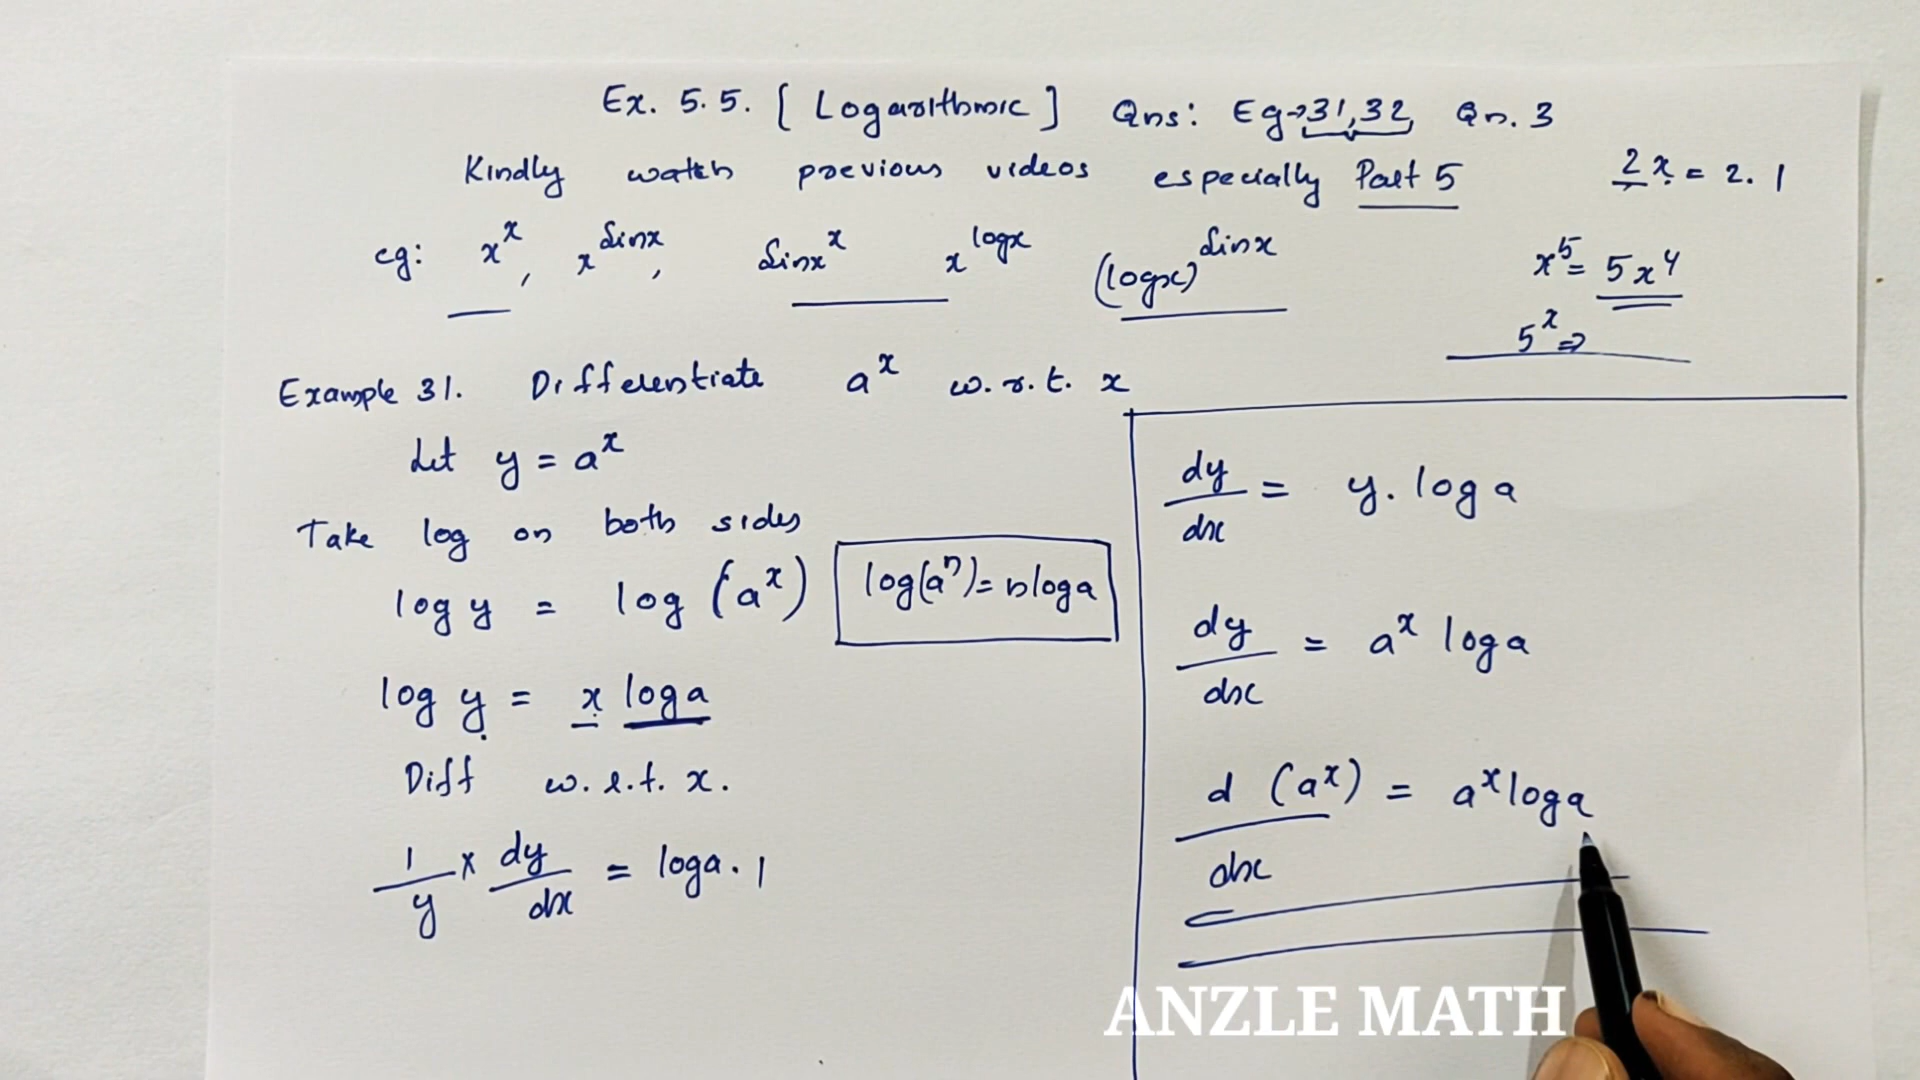 Ex. 5.5. [Logarithmic] Qns: Eg→31,32, Qn. 3
Kindly watch previous videos especially Part 5
2x = 2.1
eg: x^x, x^sinx, sinx^x x^logx (logx)^sinx
x^5 = 5x^4
5^x ⇒
Example 31. Differentiate a^x w.r.t. x
Let y = a^x
Take log on both sides
log y = log (a^x)
log(a^n) = nloga
log y = x loga
Diff w.r.t. x.
1/y × dy/dx = loga . 1
dy/dx = y. loga
dy/dx = a^x loga
d(a^x)/dx = a^x loga
ANZLE MATH